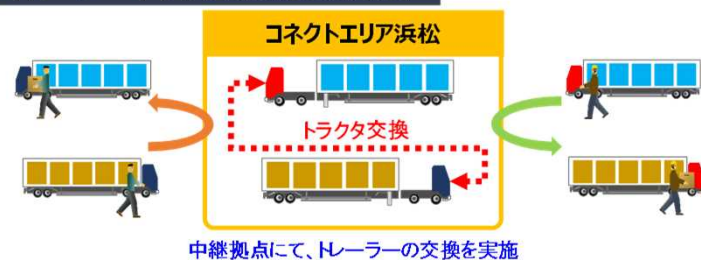 コネクトエリア浜松
トラクタ交換
中継拠点にて、トレーラーの交換を実施